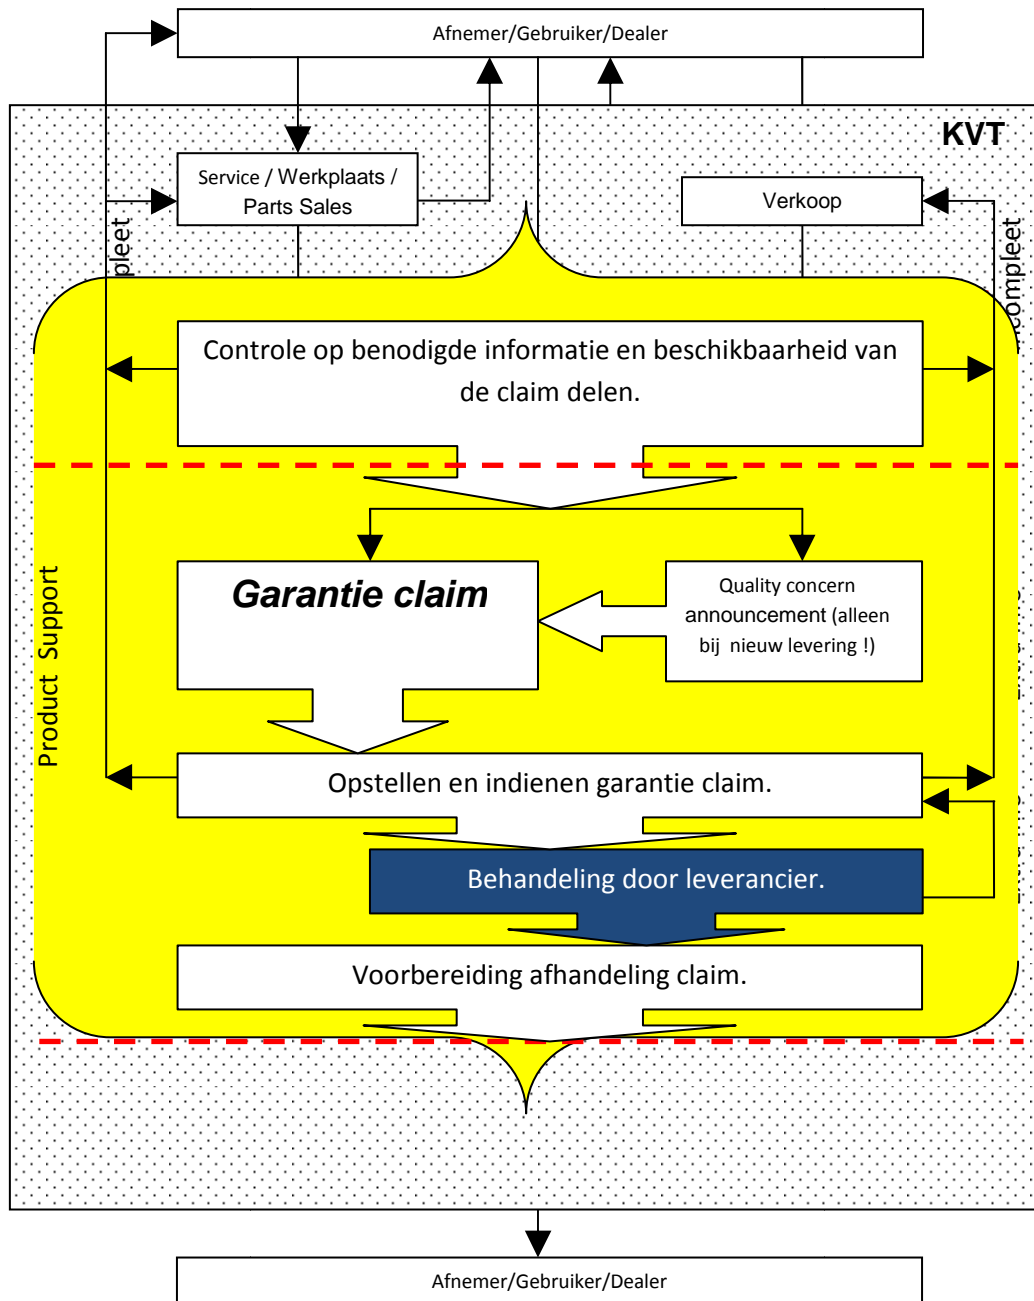 Afnemer/Gebruiker/Dealer
KVT
Service / Werkplaats /
Parts Sales
Verkoop
Controle op benodigde informatie en beschikbaarheid van
de claim delen.
Garantie claim
Quality concern
announcement (alleen
bij nieuw levering !)
Product Support
Opstellen en indienen garantie claim.
Behandeling door leverancier.
Voorbereiding afhandeling claim.
Afnemer/Gebruiker/Dealer